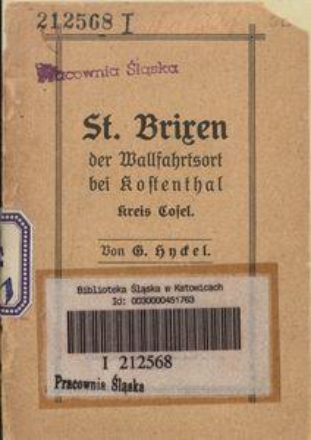 212568 I
Pracownia Śląska
St. Brixen
der Wallfahrtsort
bei Kostenthal
Kreis Cosel.
Von G. Hyckel.
Biblioteka Śląska w Katowicach
Id: 0030000451763
I 212568
Pracownia Śląska